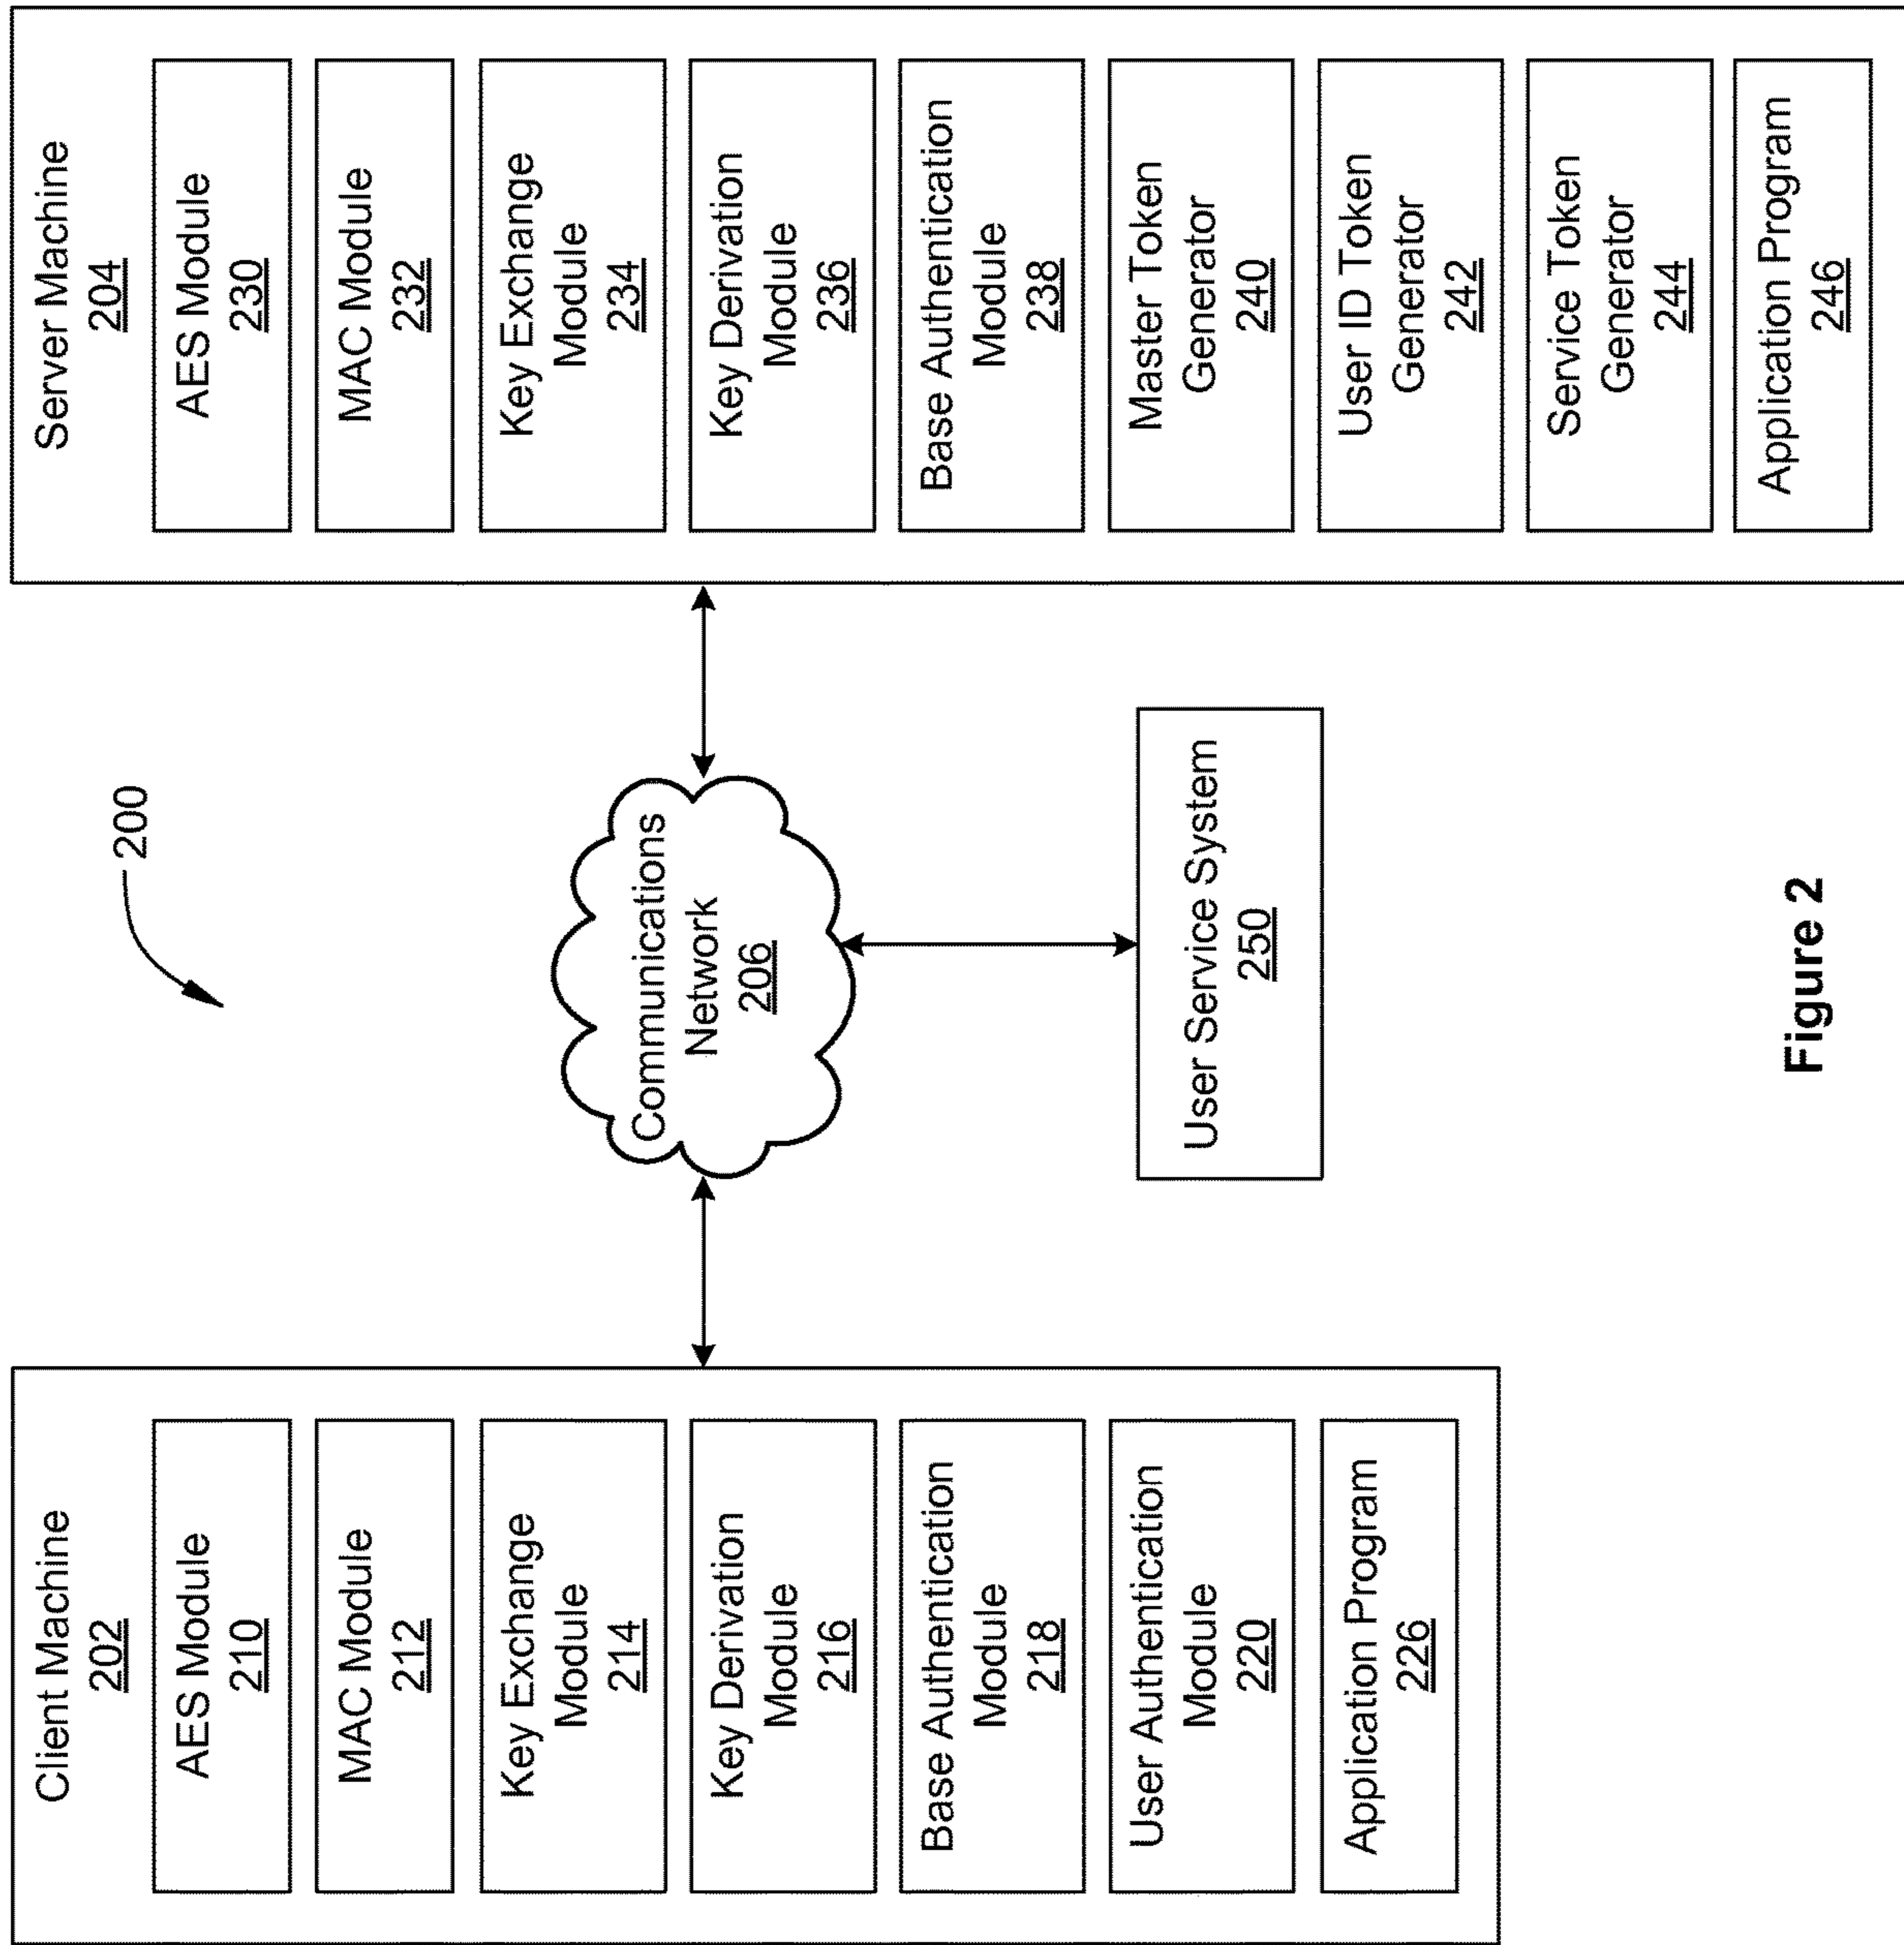 200
Client Machine
202
AES Module
210
MAC Module
212
Key Exchange
Module
214
Key Derivation
Module
216
Base Authentication
Module
218
User Authentication
Module
220
Application Program
226
Communications
Network
206
User Service System
250
Server Machine
204
AES Module
230
MAC Module
232
Key Exchange
Module
234
Key Derivation
Module
236
Base Authentication
Module
238
Master Token
Generator
240
User ID Token
Generator
242
Service Token
Generator
244
Application Program
246
Figure 2